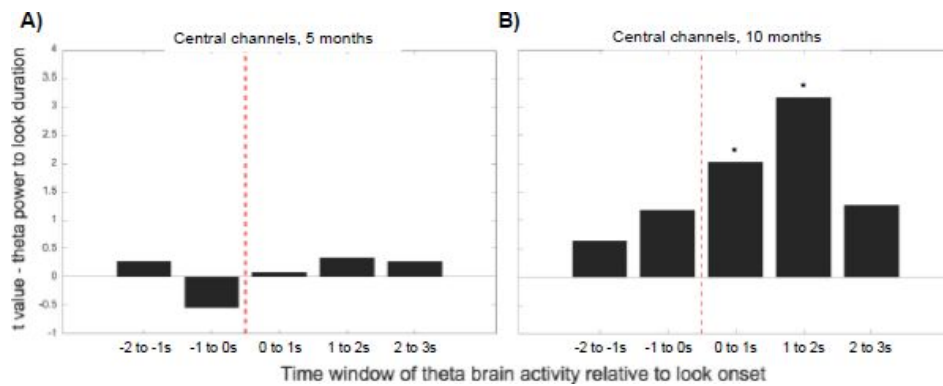 A)
Central channels, 5 months
B)
Central channels, 10 months
t value - theta power to look duration
4
3.5
3
2.5
2
1.5
1
0.5
0
-0.5
-1
*
*
-2 to -1s -1 to 0s 0 to 1s 1 to 2s 2 to 3s
-2 to -1s -1 to 0s 0 to 1s 1 to 2s 2 to 3s
Time window of theta brain activity relative to look onset